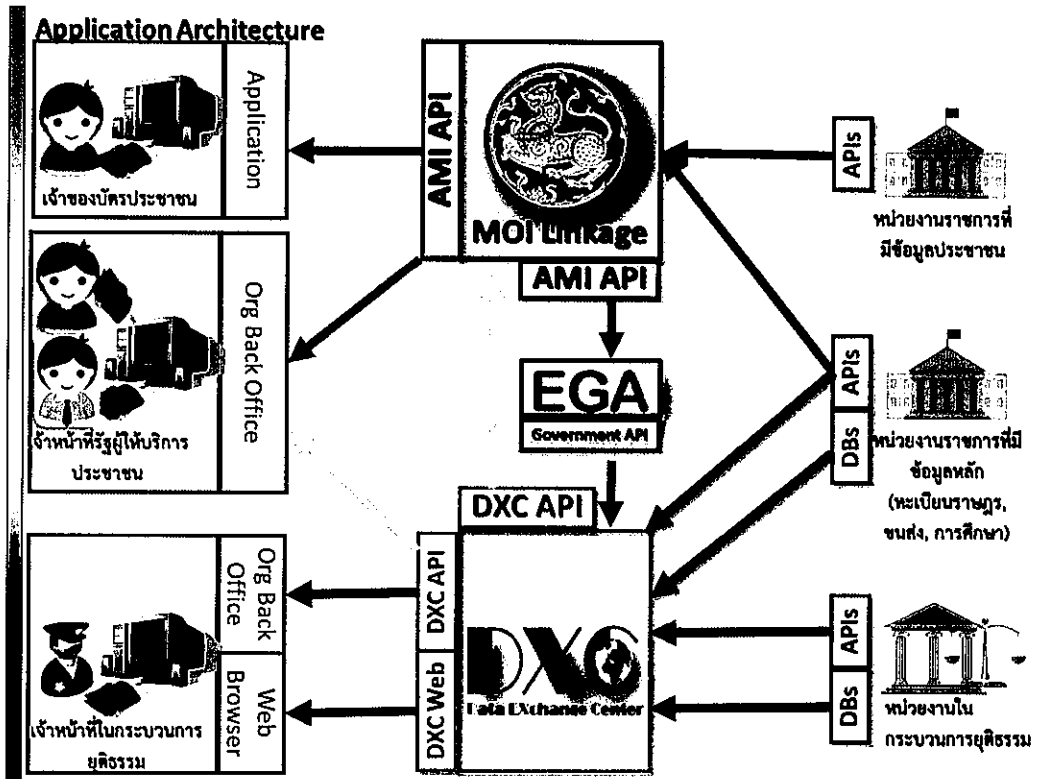 Application Architecture
Application
เจ้าของบัตรประชาชน
Org Back Office
เจ้าหน้าที่รัฐผู้ให้บริการ
ประชาชน
Org Back
Office
Web
Browser
เจ้าหน้าที่ในกระบวนการ
ยุติธรรม
AMI API
MOI Linkage
AMI API
EGA
Government API
DXC API
DXC API
DXC Web
DXC
Data EXchange Center
APIs
หน่วยงานราชการที่
มีข้อมูลประชาชน
APIs
DBs
หน่วยงานราชการที่มี
ข้อมูลหลัก
(ทะเบียนราษฎร,
ขนส่ง, การศึกษา)
APIs
DBs
หน่วยงานใน
กระบวนการยุติธรรม